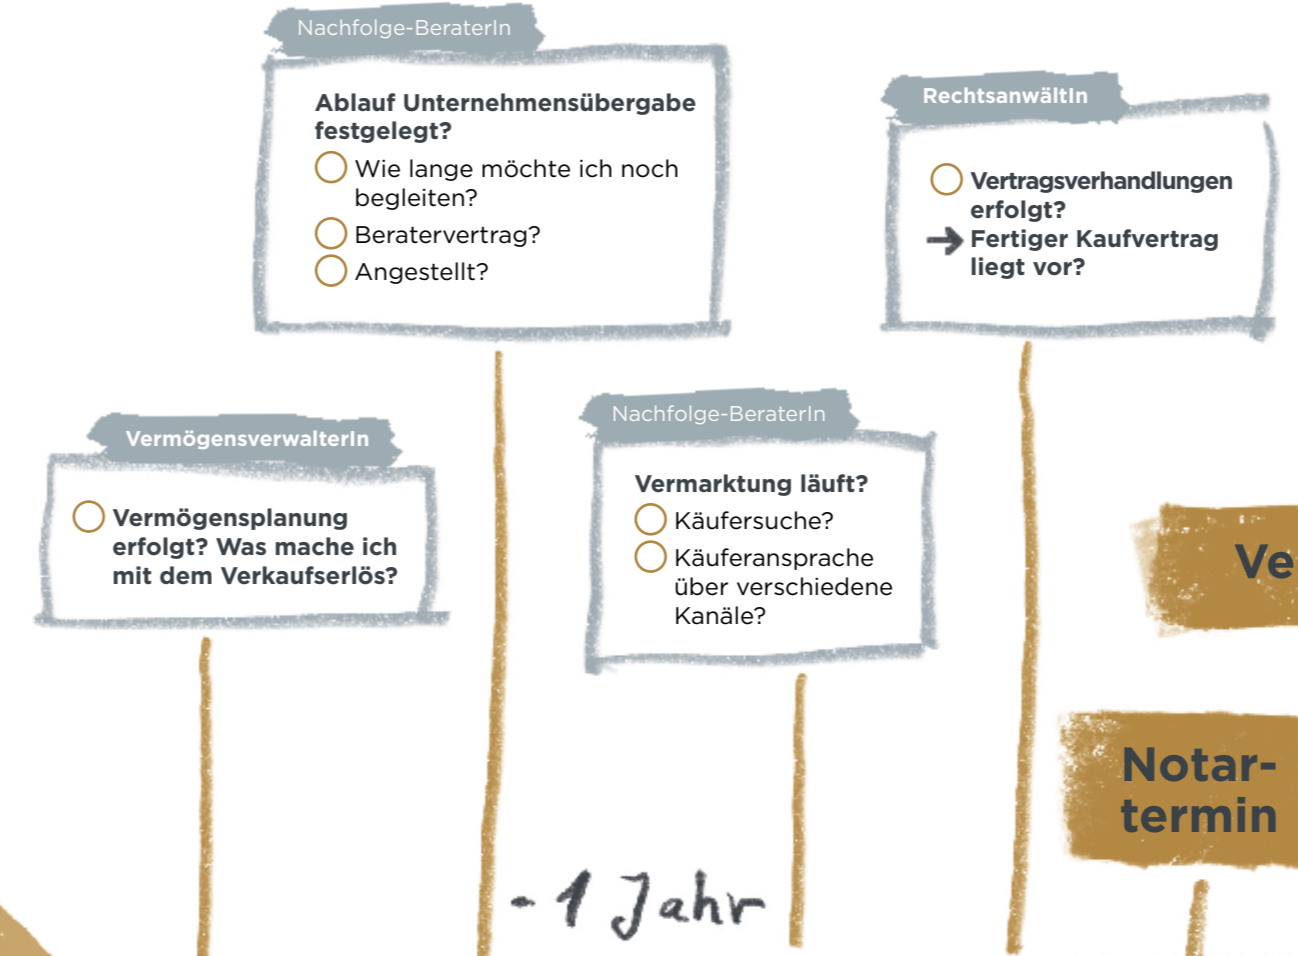 Nachfolge-BeraterIn
Ablauf Unternehmensübergabe
festgelegt?
Wie lange möchte ich noch
begleiten?
Beratervertrag?
Angestellt?
RechtsanwältIn
Vertragsverhandlungen
erfolgt?
→ Fertiger Kaufvertrag
liegt vor?
VermögensverwalterIn
Vermögensplanung
erfolgt? Was mache ich
mit dem Verkaufserlös?
Nachfolge-BeraterIn
Vermarktung läuft?
Käufersuche?
Käuferansprache
über verschiedene
Kanäle?
Ve
Notar-
termin
- 1 Jahr